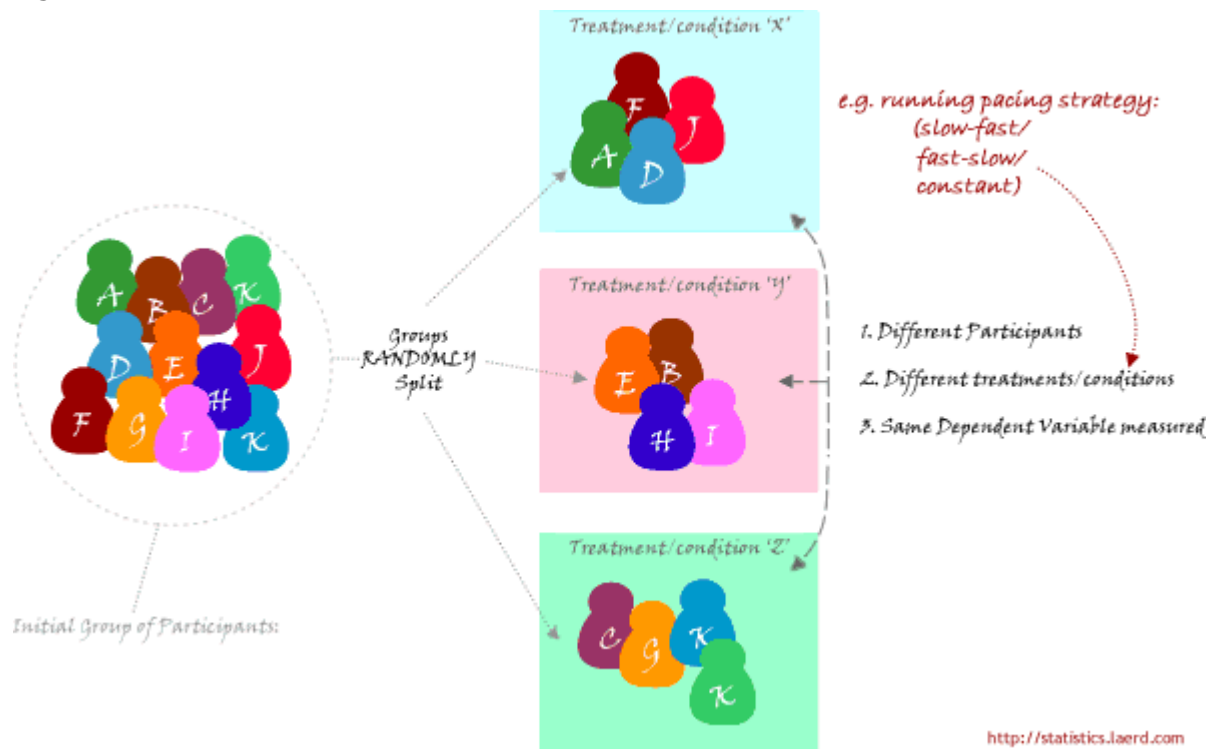 Treatment/condition 'X'
F
J
A
D
e.g. running pacing strategy:
(slow-fast/
fast-slow/
constant)
A
B
C
K
D
E
J
H
F
G
I
K
Groups
RANDOMLY
Split
Treatment/condition 'Y'
E
B
H
I
1. Different Participants
2. Different treatments/conditions
3. Same Dependent Variable measured
Treatment/condition 'Z'
C
G
K
K
Initial Group of Participants:
http://statistics.laerd.com